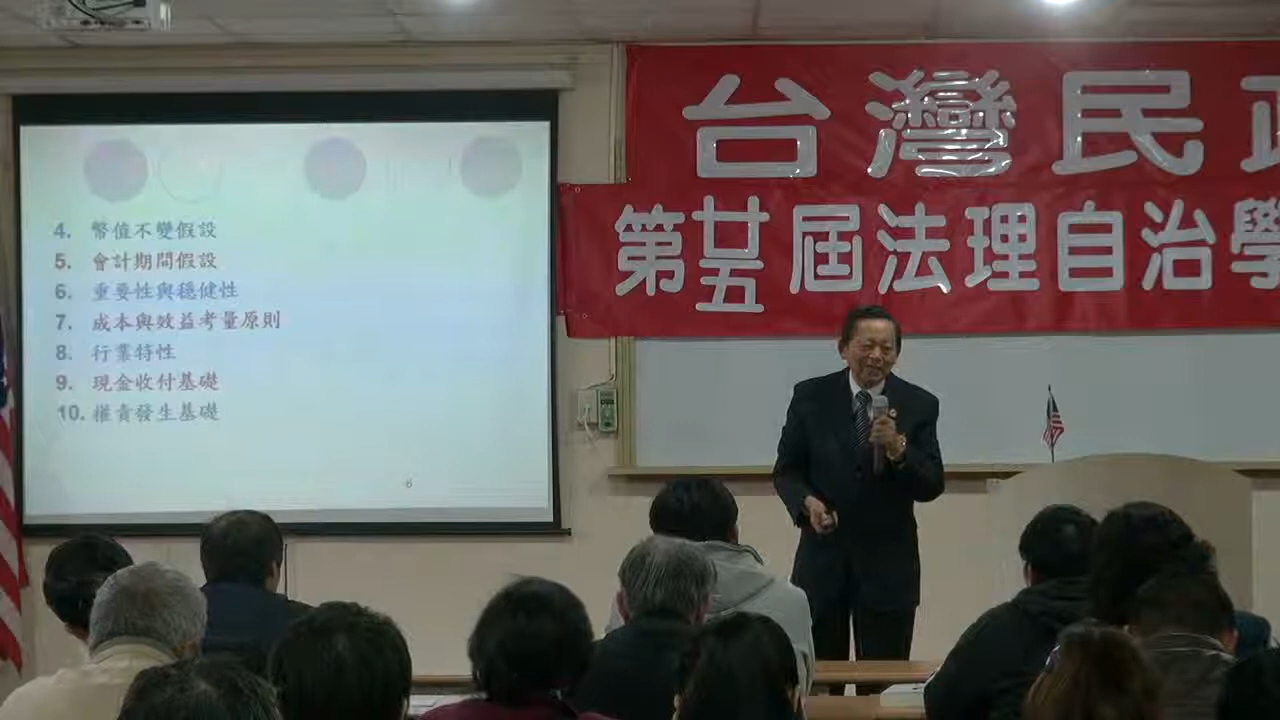 4. 幣值不變假設
5. 會計期間假設
6. 重要性與穩健性
7. 成本與效益考量原則
8. 行業特性
9. 現金收付基礎
10. 權責發生基礎
6
台灣民政
第廿五屆法理自治學